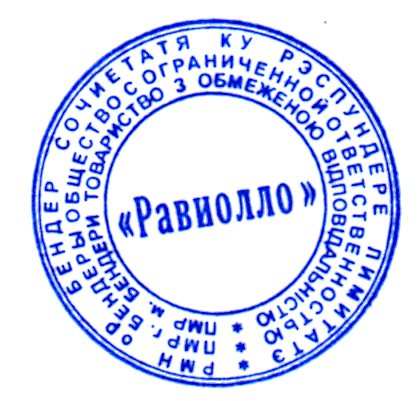 РМН ор. БЕНДЕР СОЧИЕТАТЯ КУ РЭСПУНДЕРЕ ЛИМИТАТЭ *
ПМР г. БЕНДЕРЫ ОБЩЕСТВО С ОГРАНИЧЕННОЙ ОТВЕТСТВЕННОСТЬЮ *
ПМР м. БЕНДЕРИ ТОВАРИСТВО З ОБМЕЖЕНОЮ ВІДПОВІДАЛЬНІСТЮ *
«Равиолло»